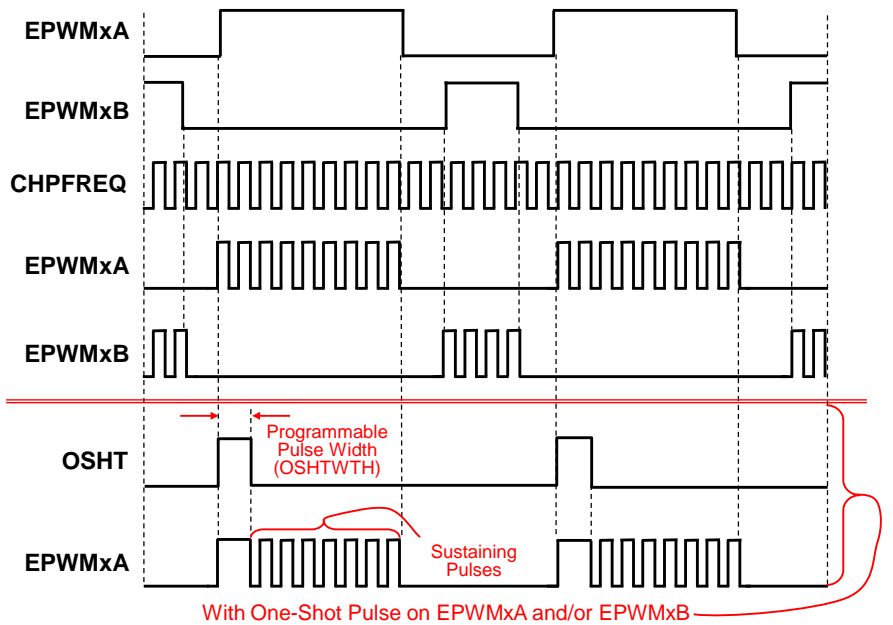 EPWMxA
EPWMxB
CHPFREQ
EPWMxA
EPWMxB
Programmable
Pulse Width
(OSHTWTH)
OSHT
Sustaining
Pulses
EPWMxA
With One-Shot Pulse on EPWMxA and/or EPWMxB